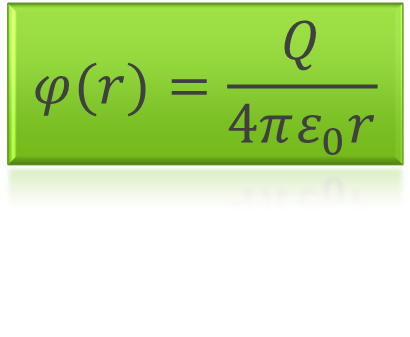 φ(r) = Q / 4πε₀r